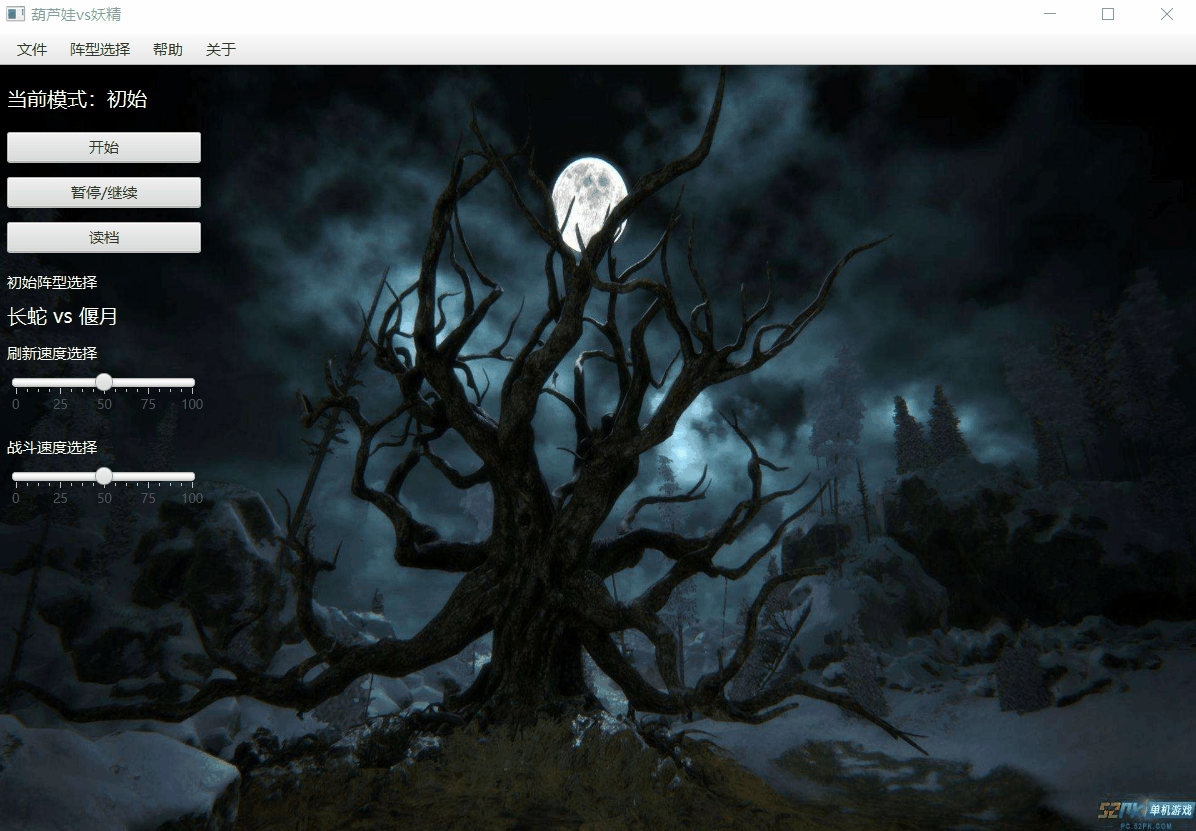 葫芦娃vs妖精
文件 阵型选择 帮助 关于
当前模式：初始
开始
暂停/继续
读档
初始阵型选择
长蛇 vs 偃月
刷新速度选择
0 25 50 75 100
战斗速度选择
0 25 50 75 100
52PK 单机游戏
PC.52PK.COM